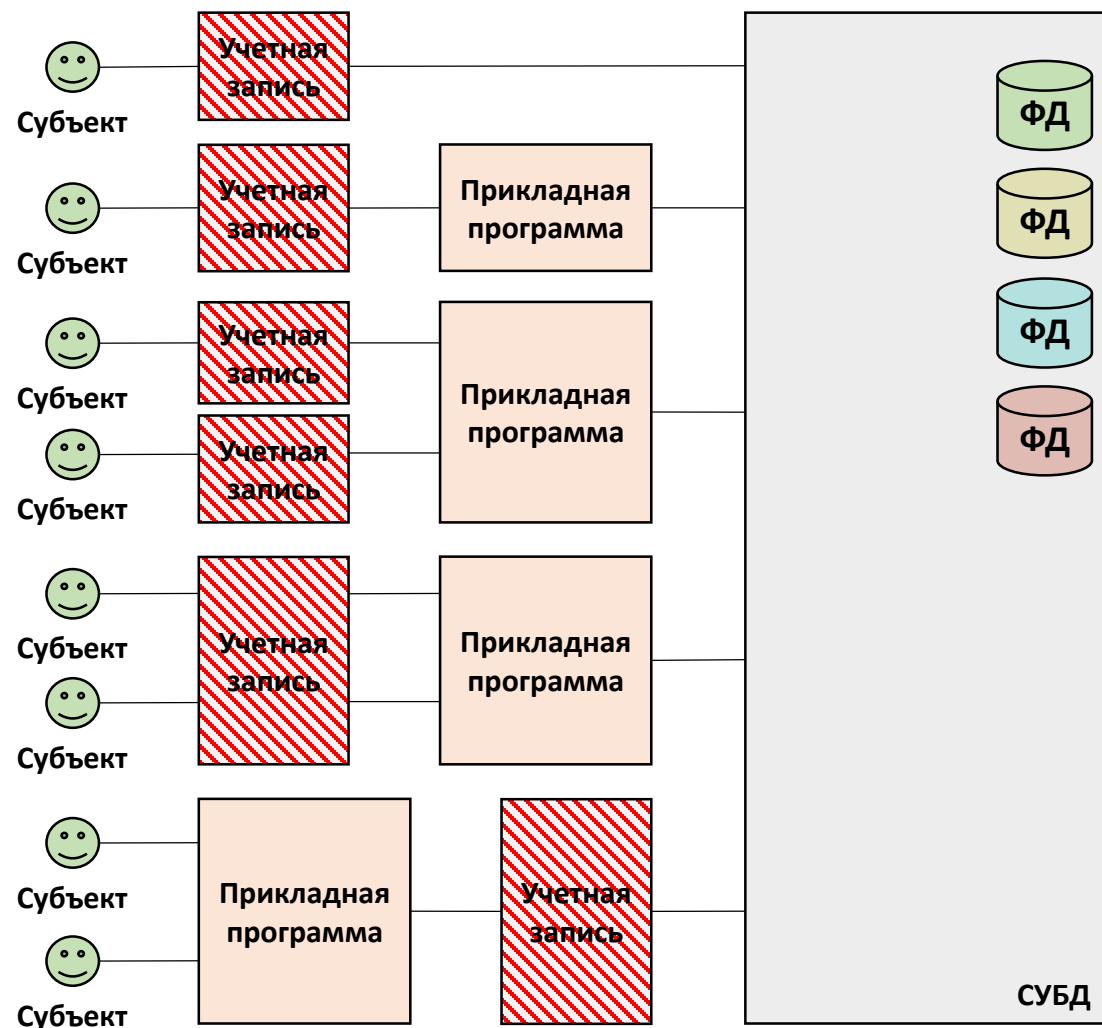 Учетная
запись
Субъект
ФД
Учетная
запись
Прикладная
программа
Субъект
ФД
Учетная
запись
Субъект
ФД
Прикладная
программа
Учетная
запись
Субъект
ФД
Учетная
запись
Прикладная
программа
Субъект
Субъект
Прикладная
программа
Учетная
запись
Субъект
Субъект
СУБД